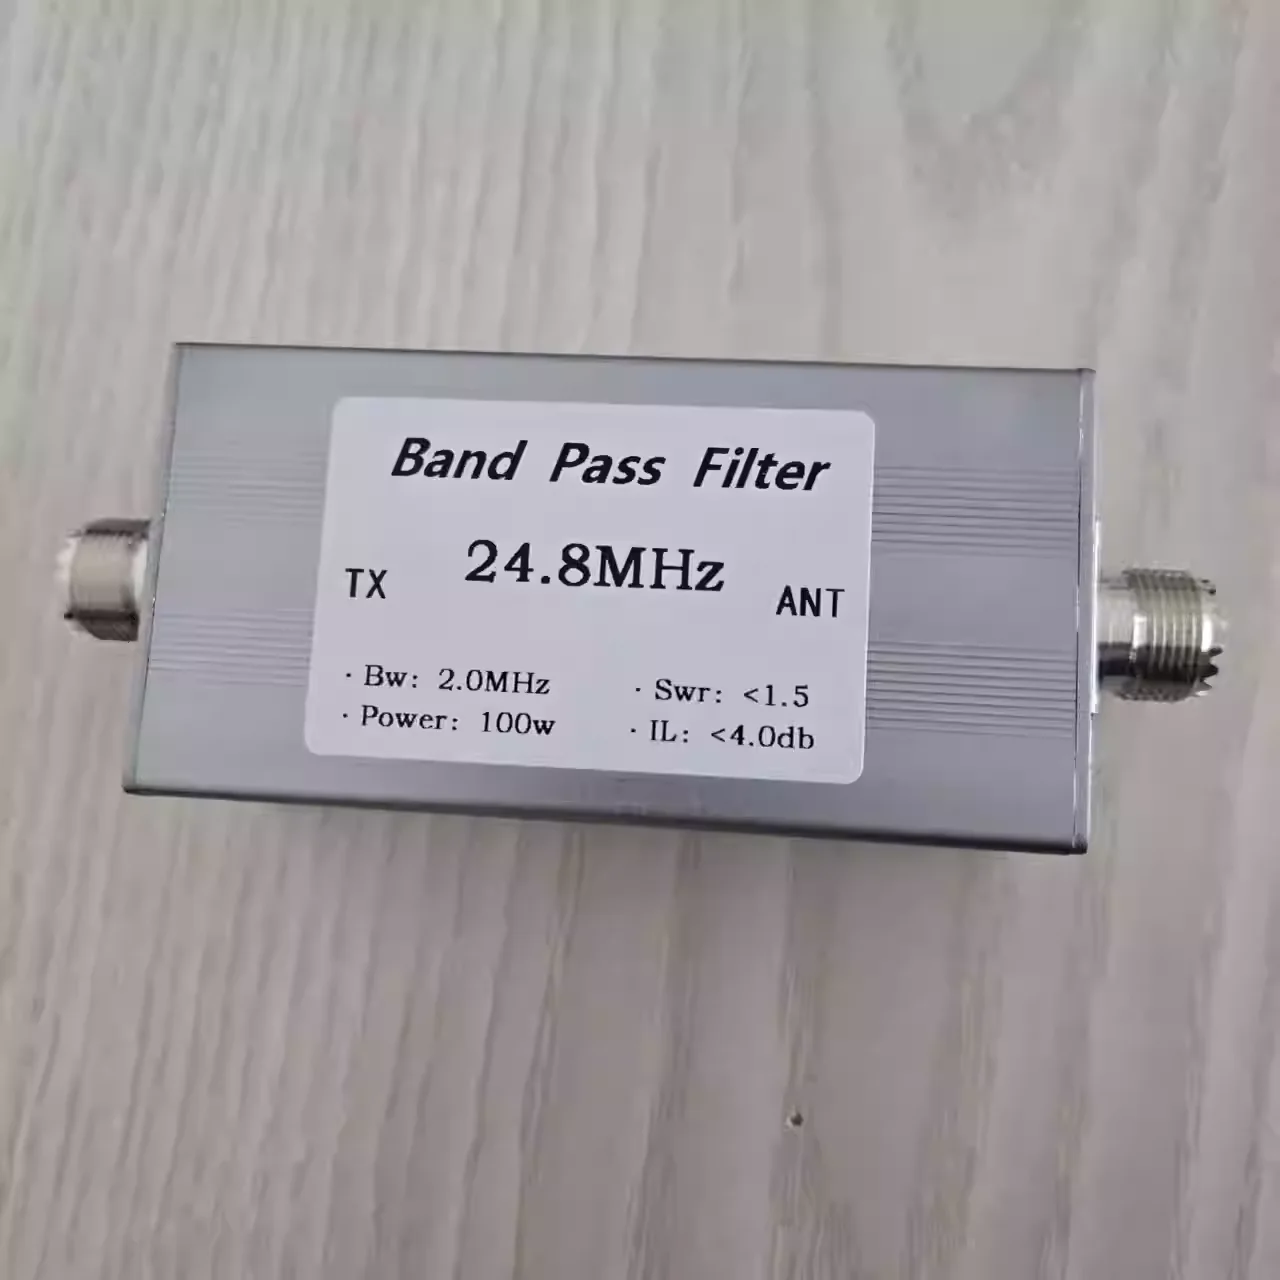 Band Pass Filter
24.8MHz
TX
ANT
· Bw: 2.0MHz
· Swr: <1.5
· Power: 100w
· IL: <4.0db